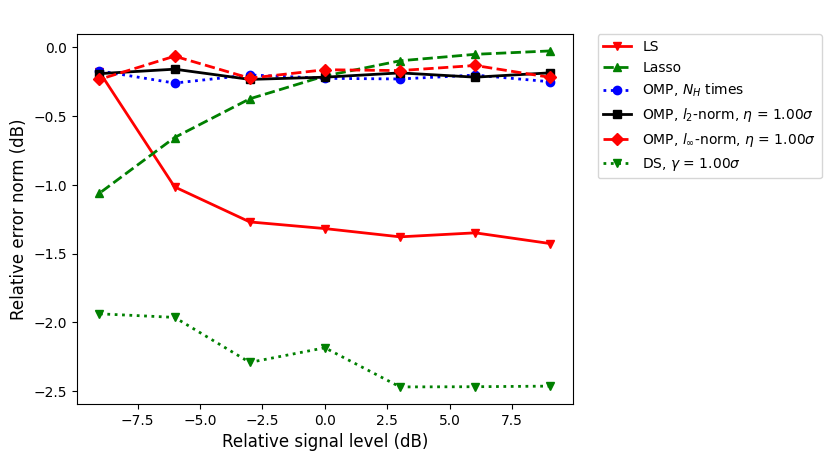 0.0
−0.5
−1.0
−1.5
−2.0
−2.5
Relative error norm (dB)
−7.5 −5.0 −2.5 0.0 2.5 5.0 7.5
Relative signal level (dB)
LS
Lasso
OMP, $N_H$ times
OMP, $l_2$-norm, $\eta$ = 1.00$\sigma$
OMP, $l_\infty$-norm, $\eta$ = 1.00$\sigma$
DS, $\gamma$ = 1.00$\sigma$